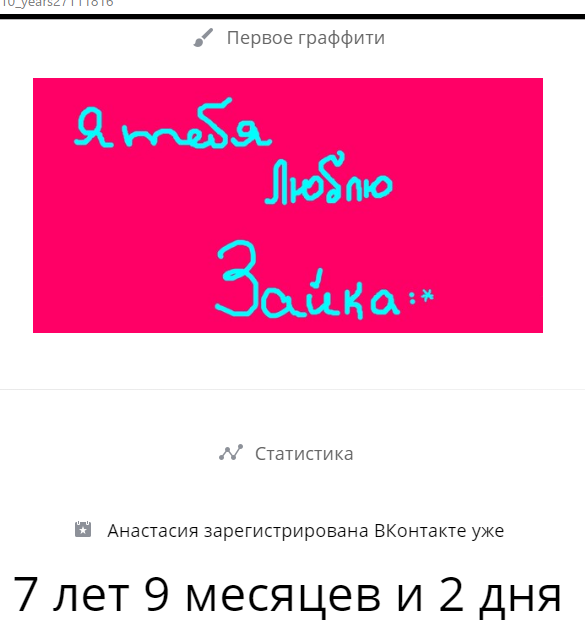 10_years27111816
Первое граффити
Я тебя
Люблю
Зайка :*
Статистика
Анастасия зарегистрирована ВКонтакте уже
7 лет 9 месяцев и 2 дня